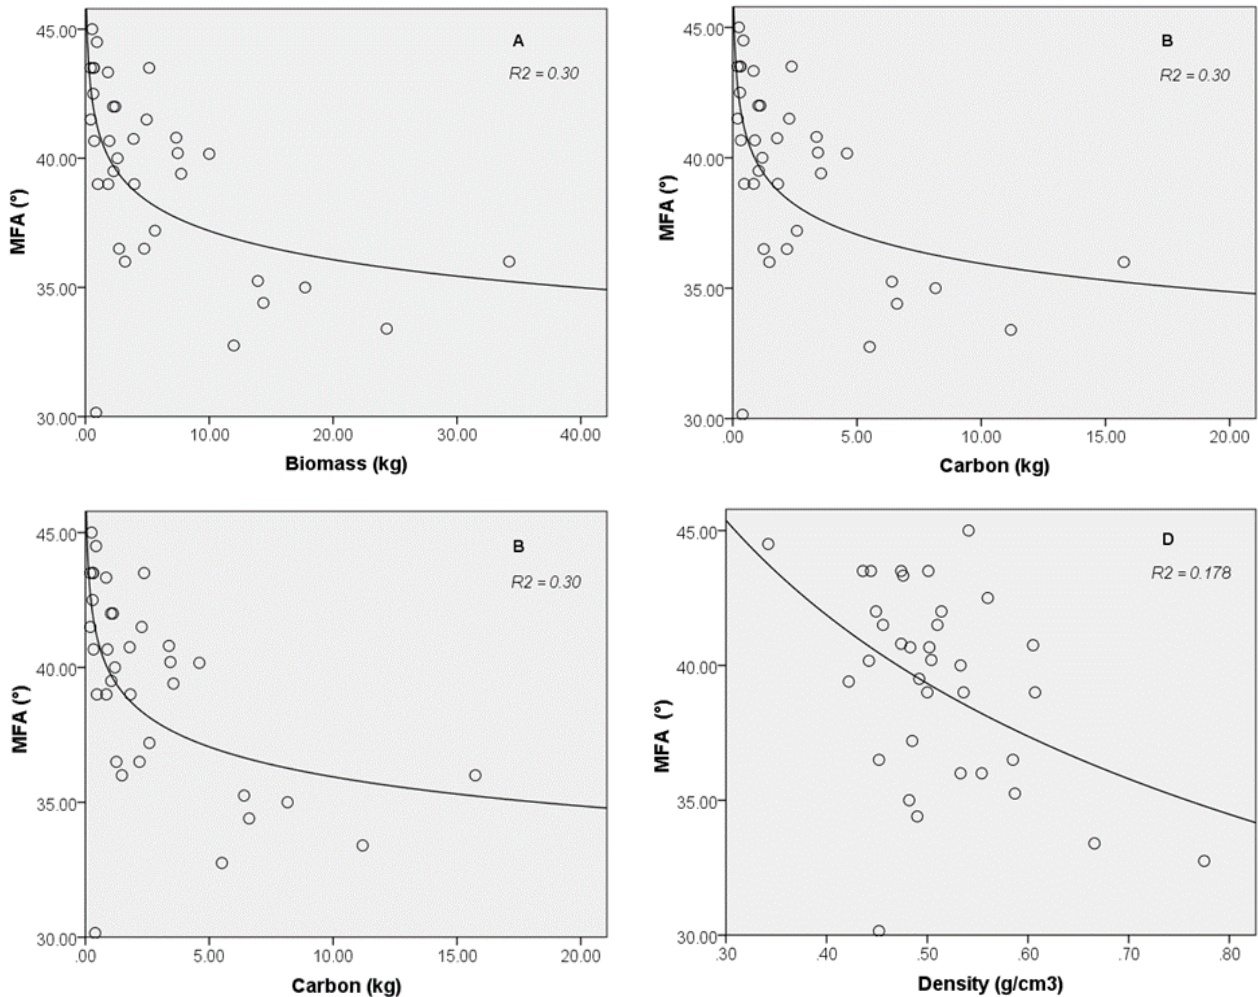 A
R2 = 0.30
MFA (°)
45.00
40.00
35.00
30.00
.00 10.00 20.00 30.00 40.00
Biomass (kg)
B
R2 = 0.30
MFA (°)
45.00
40.00
35.00
30.00
.00 5.00 10.00 15.00 20.00
Carbon (kg)
B
R2 = 0.30
MFA (°)
45.00
40.00
35.00
30.00
.00 5.00 10.00 15.00 20.00
Carbon (kg)
D
R2 = 0.178
MFA (°)
45.00
40.00
35.00
30.00
.30 .40 .50 .60 .70 .80
Density (g/cm3)